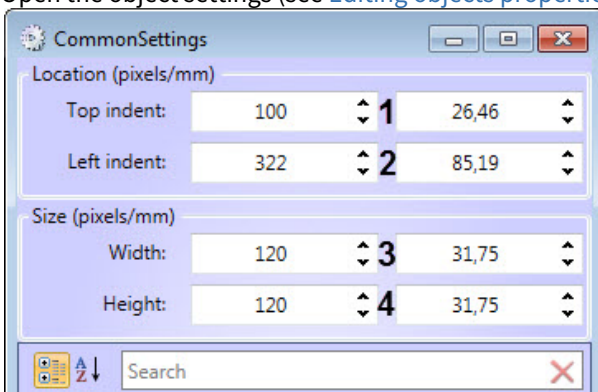 Open the object settings (see Editing objects propertie
CommonSettings
Location (pixels/mm)
Top indent: 100 1 26,46
Left indent: 322 2 85,19
Size (pixels/mm)
Width: 120 3 31,75
Height: 120 4 31,75
A Z Search